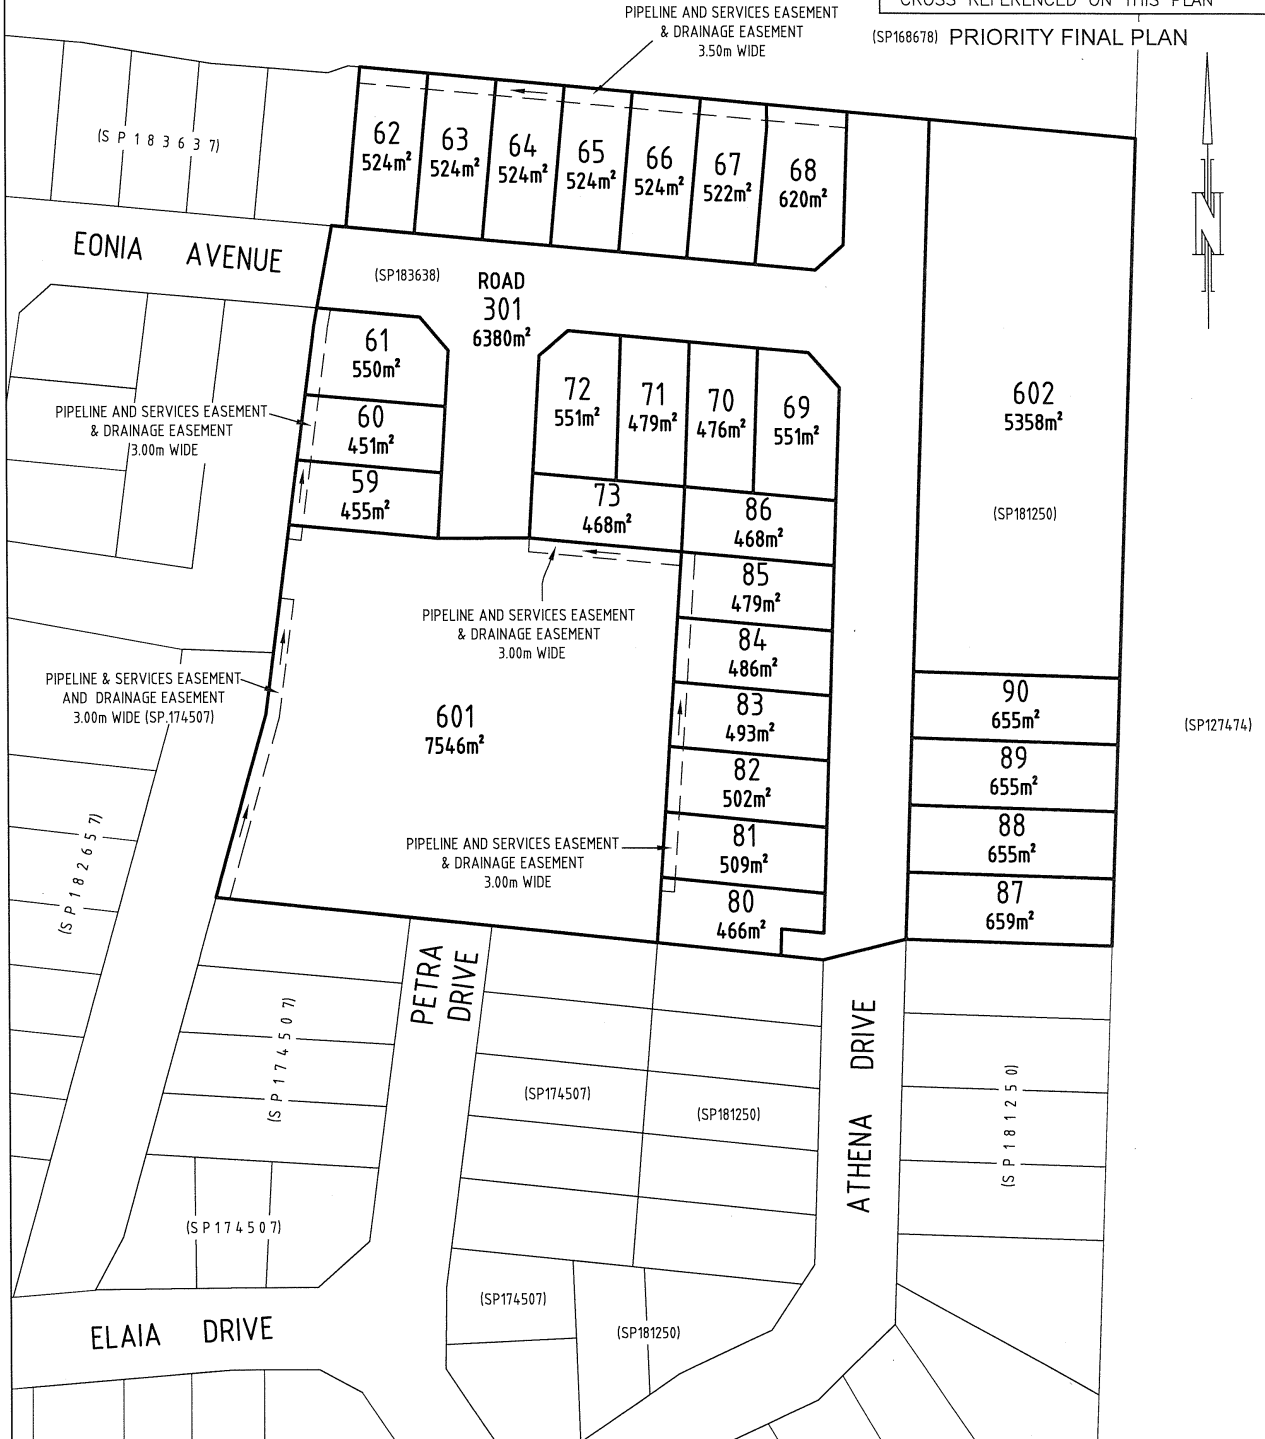 CROSS REFERENCED ON THIS PLAN
(SP168678) PRIORITY FINAL PLAN
PIPELINE AND SERVICES EASEMENT
& DRAINAGE EASEMENT
3.50m WIDE
N
(SP183637)
62
524m²
63
524m²
64
524m²
65
524m²
66
524m²
67
522m²
68
620m²
EONIA AVENUE
(SP183638)
ROAD
301
6380m²
61
550m²
60
451m²
59
455m²
PIPELINE AND SERVICES EASEMENT
& DRAINAGE EASEMENT
3.00m WIDE
72
551m²
71
479m²
70
476m²
69
551m²
602
5358m²
(SP181250)
73
468m²
86
468m²
85
479m²
84
486m²
83
493m²
82
502m²
81
509m²
80
466m²
PIPELINE AND SERVICES EASEMENT
& DRAINAGE EASEMENT
3.00m WIDE
PIPELINE & SERVICES EASEMENT
AND DRAINAGE EASEMENT
3.00m WIDE (SP.174507)
601
7546m²
90
655m²
89
655m²
88
655m²
87
659m²
(SP127474)
PIPELINE AND SERVICES EASEMENT
& DRAINAGE EASEMENT
3.00m WIDE
(SP182657)
PETRA
DRIVE
ATHENA DRIVE
(SP174507)
(SP174507)
(SP181250)
(SP181250)
(SP174507)
(SP174507)
(SP181250)
ELAIA DRIVE